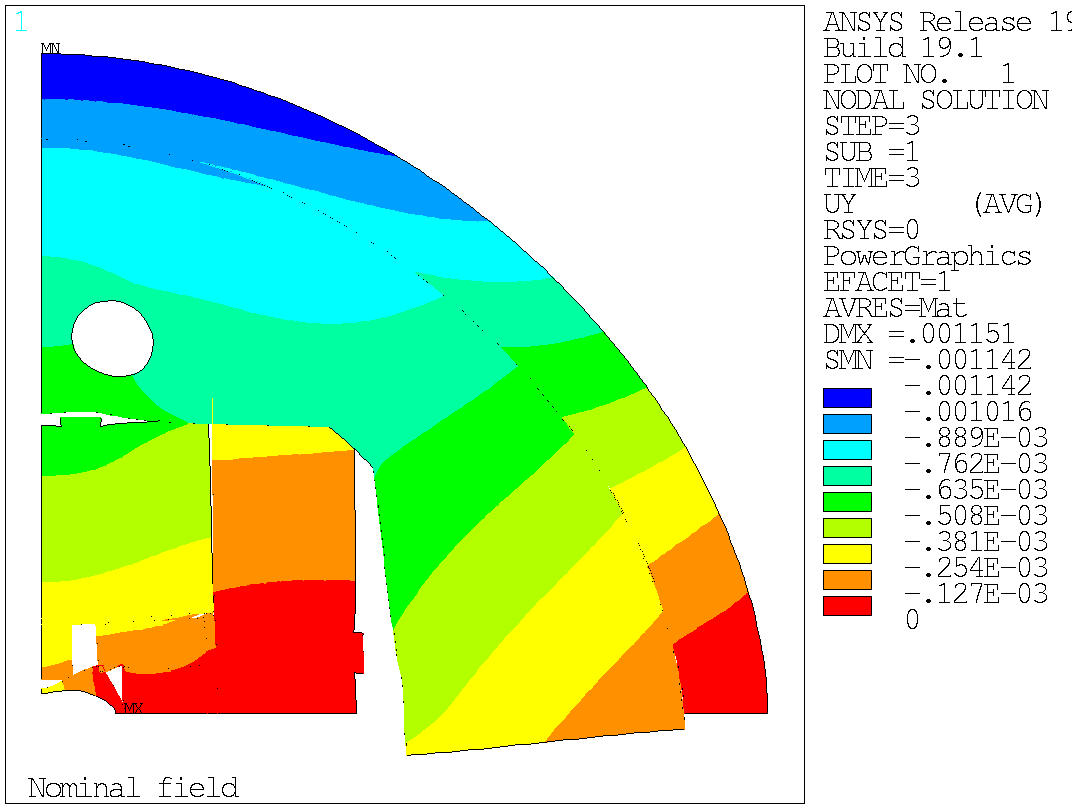 1
MN
MX
Nominal field
ANSYS Release 19
Build 19.1
PLOT NO. 1
NODAL SOLUTION
STEP=3
SUB =1
TIME=3
UY (AVG)
RSYS=0
PowerGraphics
EFACET=1
AVRES=Mat
DMX =.001151
SMN =-.001142
-.001142
-.001016
-.889E-03
-.762E-03
-.635E-03
-.508E-03
-.381E-03
-.254E-03
-.127E-03
0